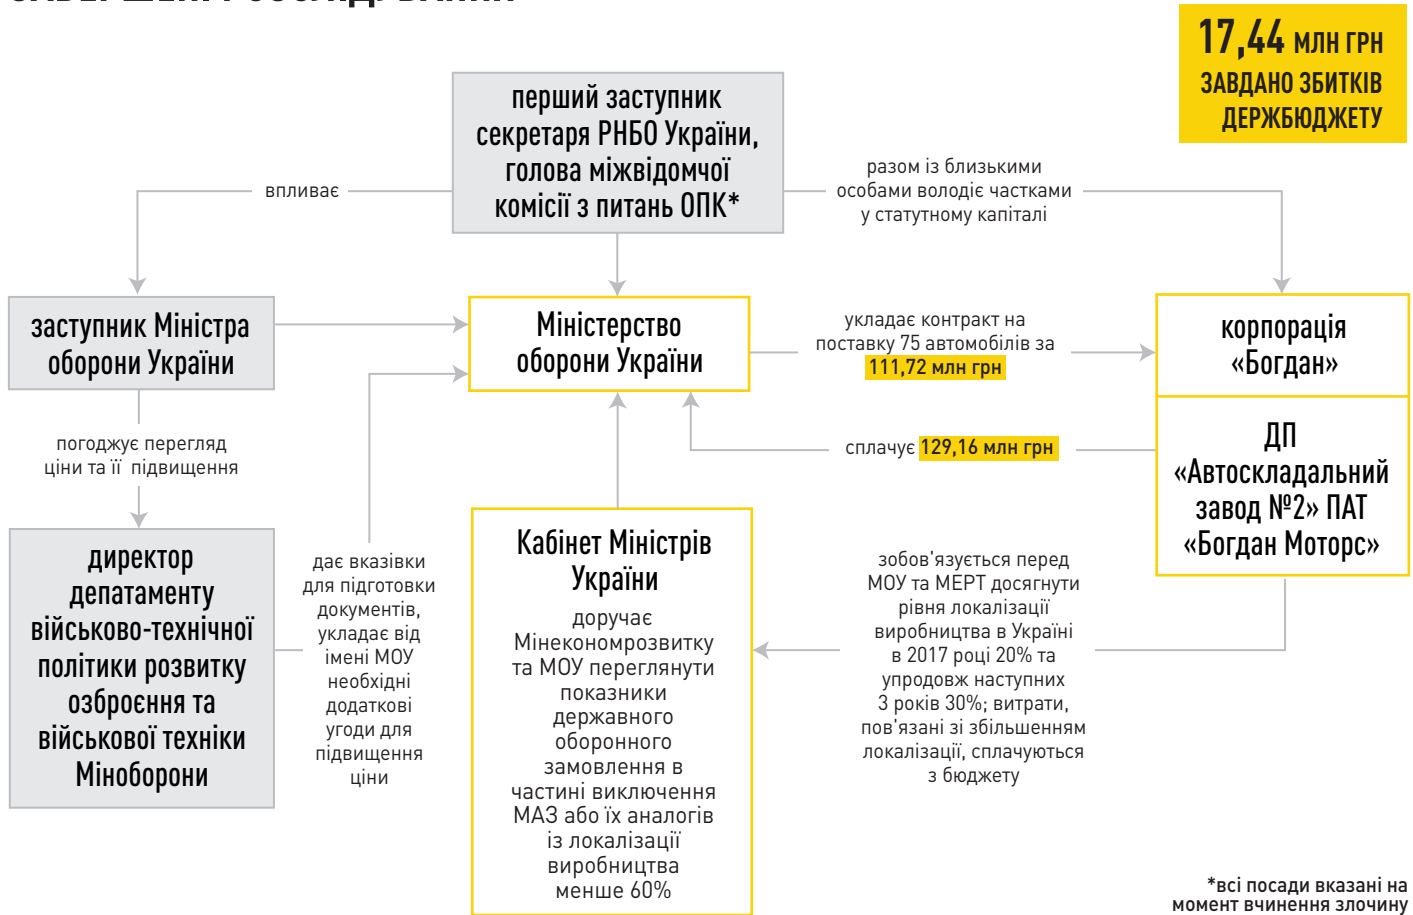 17,44 МЛН ГРН
ЗАВДАНО ЗБИТКІВ
ДЕРЖБЮДЖЕТУ
перший заступник
секретаря РНБО України,
голова міжвідомчої
комісії з питань ОПК*
впливає
разом із близькими
особами володіє частками
у статутному капіталі
заступник Міністра
оборони України
Міністерство
оборони України
укладає контракт на
поставку 75 автомобілів за
111,72 млн грн
корпорація
«Богдан»
погоджує перегляд
ціни та її підвищення
сплачує 129,16 млн грн
ДП
«Автоскладальний
завод №2» ПАТ
«Богдан Моторс»
директор
депатаменту
військово-технічної
політики розвитку
озброєння та
військової техніки
Міноборони
дає вказівки
для підготовки
документів,
укладає від
імені МОУ
необхідні
додаткові
угоди для
підвищення
ціни
Кабінет Міністрів
України
доручає
Мінекономрозвитку
та МОУ переглянути
показники
державного
оборонного
замовлення в
частині виключення
МАЗ або їх аналогів
із локалізації
виробництва
менше 60%
зобов'язується перед
МОУ та МЕРТ досягнути
рівня локалізації
виробництва в Україні
в 2017 році 20% та
упродовж наступних
3 років 30%; витрати,
пов'язані зі збільшенням
локалізації, сплачуються
з бюджету
*всі посади вказані на
момент вчинення злочину